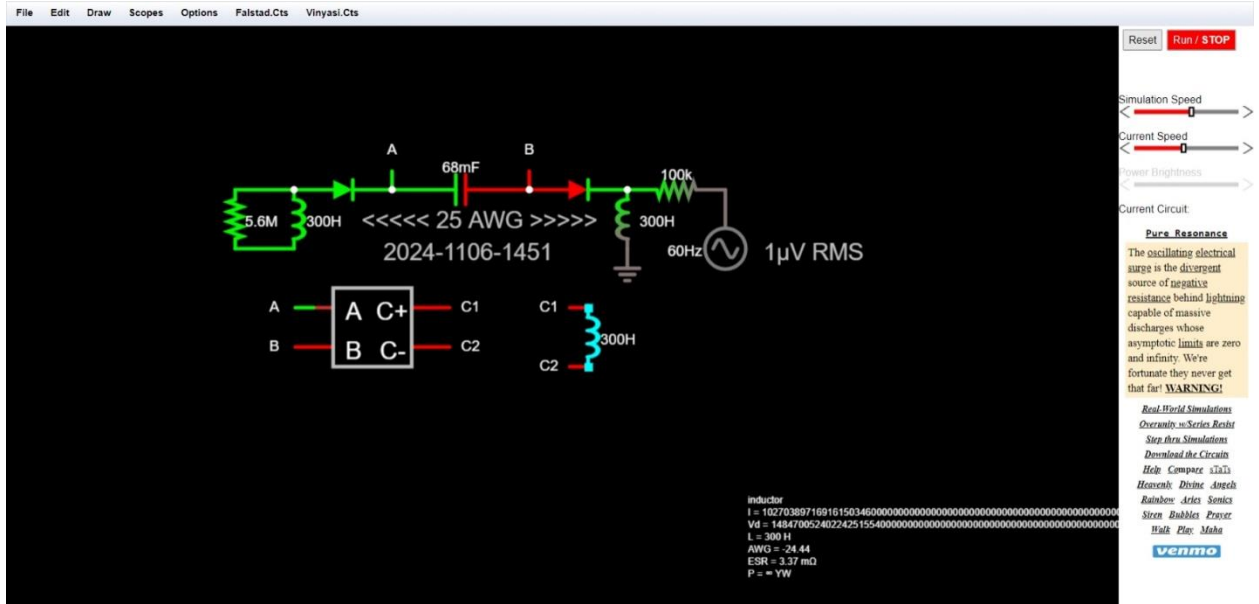 File Edit Draw Scopes Options Falstad.Cts Vinyasi.Cts
Reset Run / STOP
Simulation Speed
Current Speed
Power Brightness
Current Circuit:
Pure Resonance
The oscillating electrical
surge is the divergent
source of negative
resistance behind lightning
capable of massive
discharges whose
asymptotic limits are zero
and infinity. We're
fortunate they never get
that far! WARNING!
Real-World Simulations
Overunity w/Series Resist
Step thru Simulations
Download the Circuits
Help Compare sTaTs
Heavenly Divine Angels
Rainbow Aries Sonics
Siren Bubbles Prayer
Walk Play Maha
venmo
A B
68mF 100k
5.6M 300H <<<<< 25 AWG >>>>> 300H
2024-1106-1451 60Hz 1µV RMS
A A C+ C1 C1
300H
B B C- C2 C2
inductor
L = 300 H
AWG = -24.44
ESR = 3.37 mΩ
P = ∞ YW